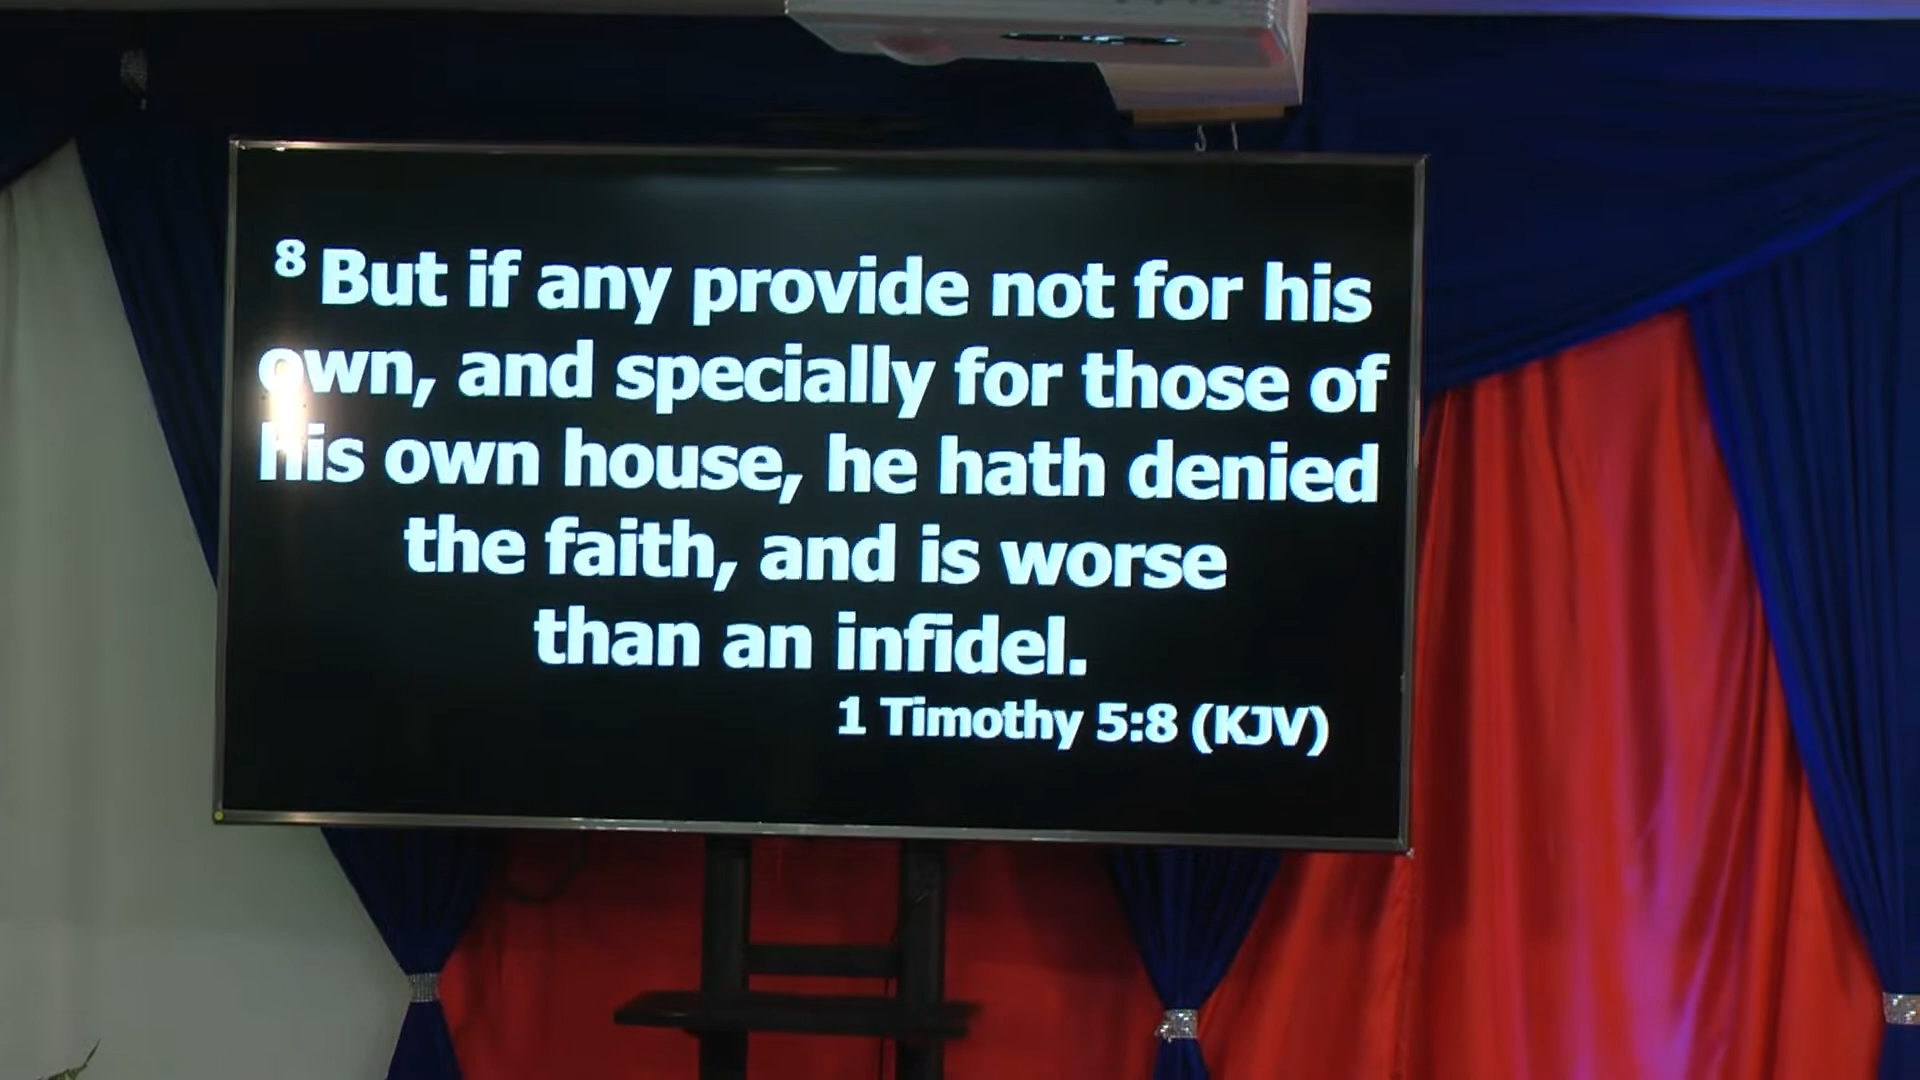 8 But if any provide not for his
own, and specially for those of
his own house, he hath denied
the faith, and is worse
than an infidel.
1 Timothy 5:8 (KJV)